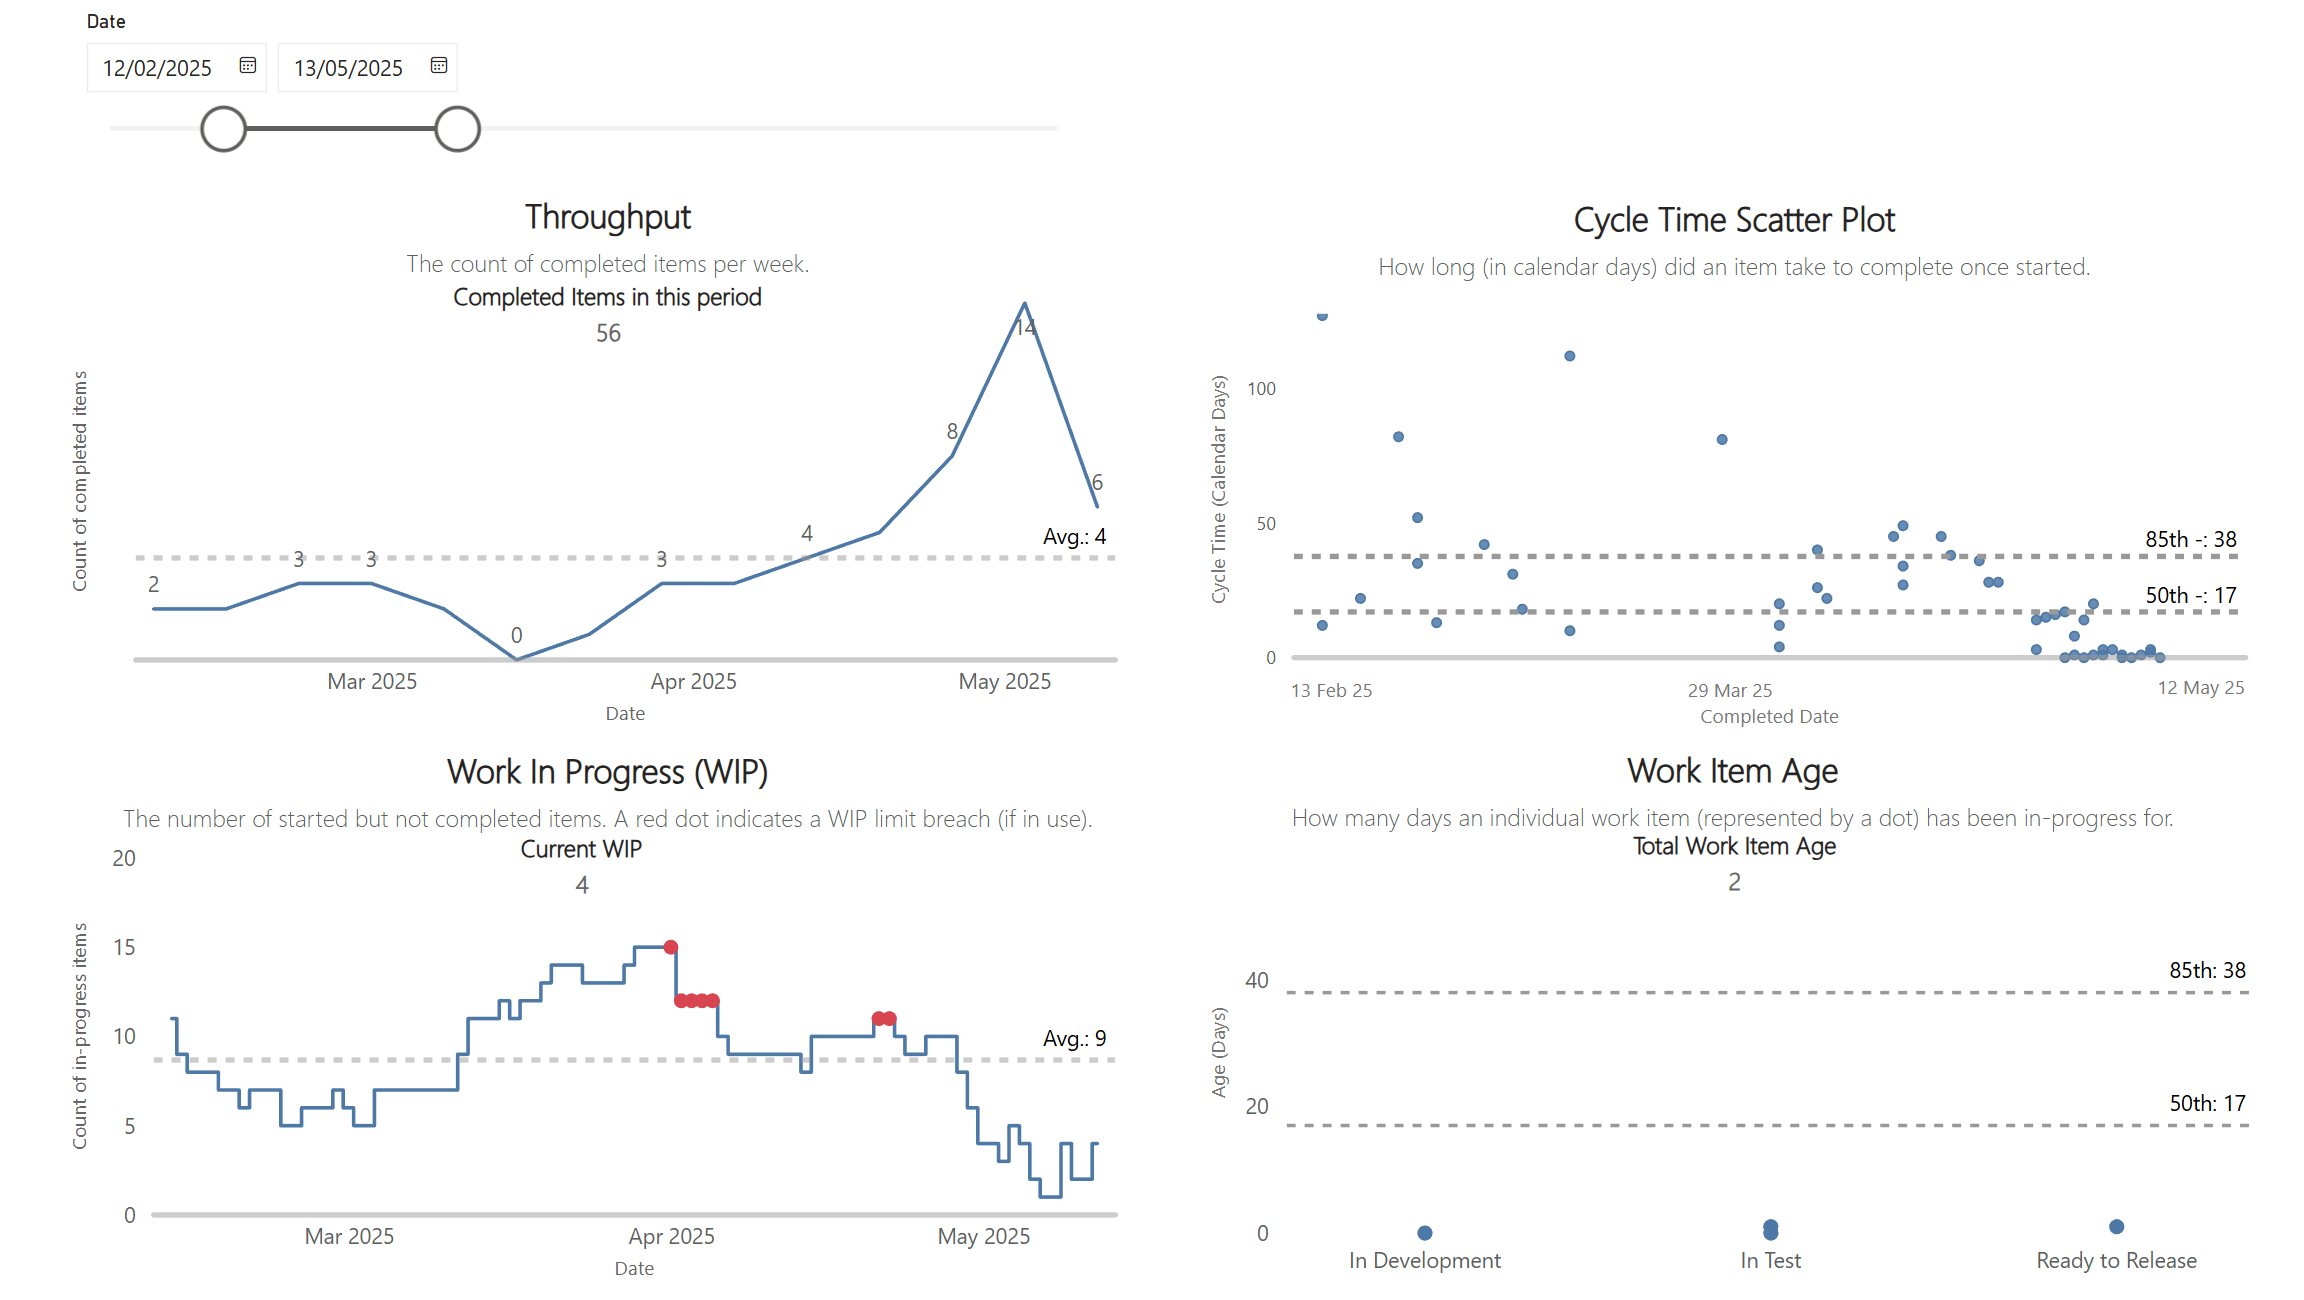 Date
12/02/2025
13/05/2025
Throughput
The count of completed items per week.
Completed Items in this period
56
Count of completed items
2
3
3
0
3
4
8
14
6
Avg.: 4
Mar 2025
Apr 2025
May 2025
Date
Cycle Time Scatter Plot
How long (in calendar days) did an item take to complete once started.
Cycle Time (Calendar Days)
100
50
0
85th -: 38
50th -: 17
13 Feb 25
29 Mar 25
12 May 25
Completed Date
Work In Progress (WIP)
The number of started but not completed items. A red dot indicates a WIP limit breach (if in use).
Current WIP
4
Count of in-progress items
20
15
10
5
0
Avg.: 9
Mar 2025
Apr 2025
May 2025
Date
Work Item Age
How many days an individual work item (represented by a dot) has been in-progress for.
Total Work Item Age
2
Age (Days)
40
20
0
85th: 38
50th: 17
In Development
In Test
Ready to Release